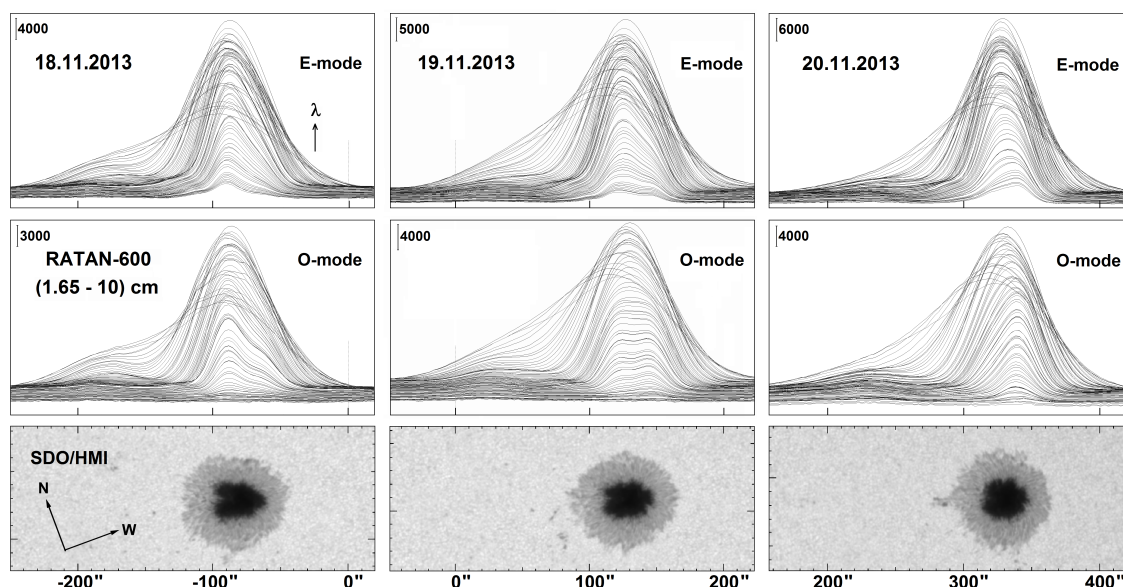 4000
18.11.2013
E-mode
λ
5000
19.11.2013
E-mode
6000
20.11.2013
E-mode
3000
RATAN-600
(1.65 - 10) cm
O-mode
4000
O-mode
4000
O-mode
SDO/HMI
N
W
-200" -100" 0" 0" 100" 200" 200" 300" 400"